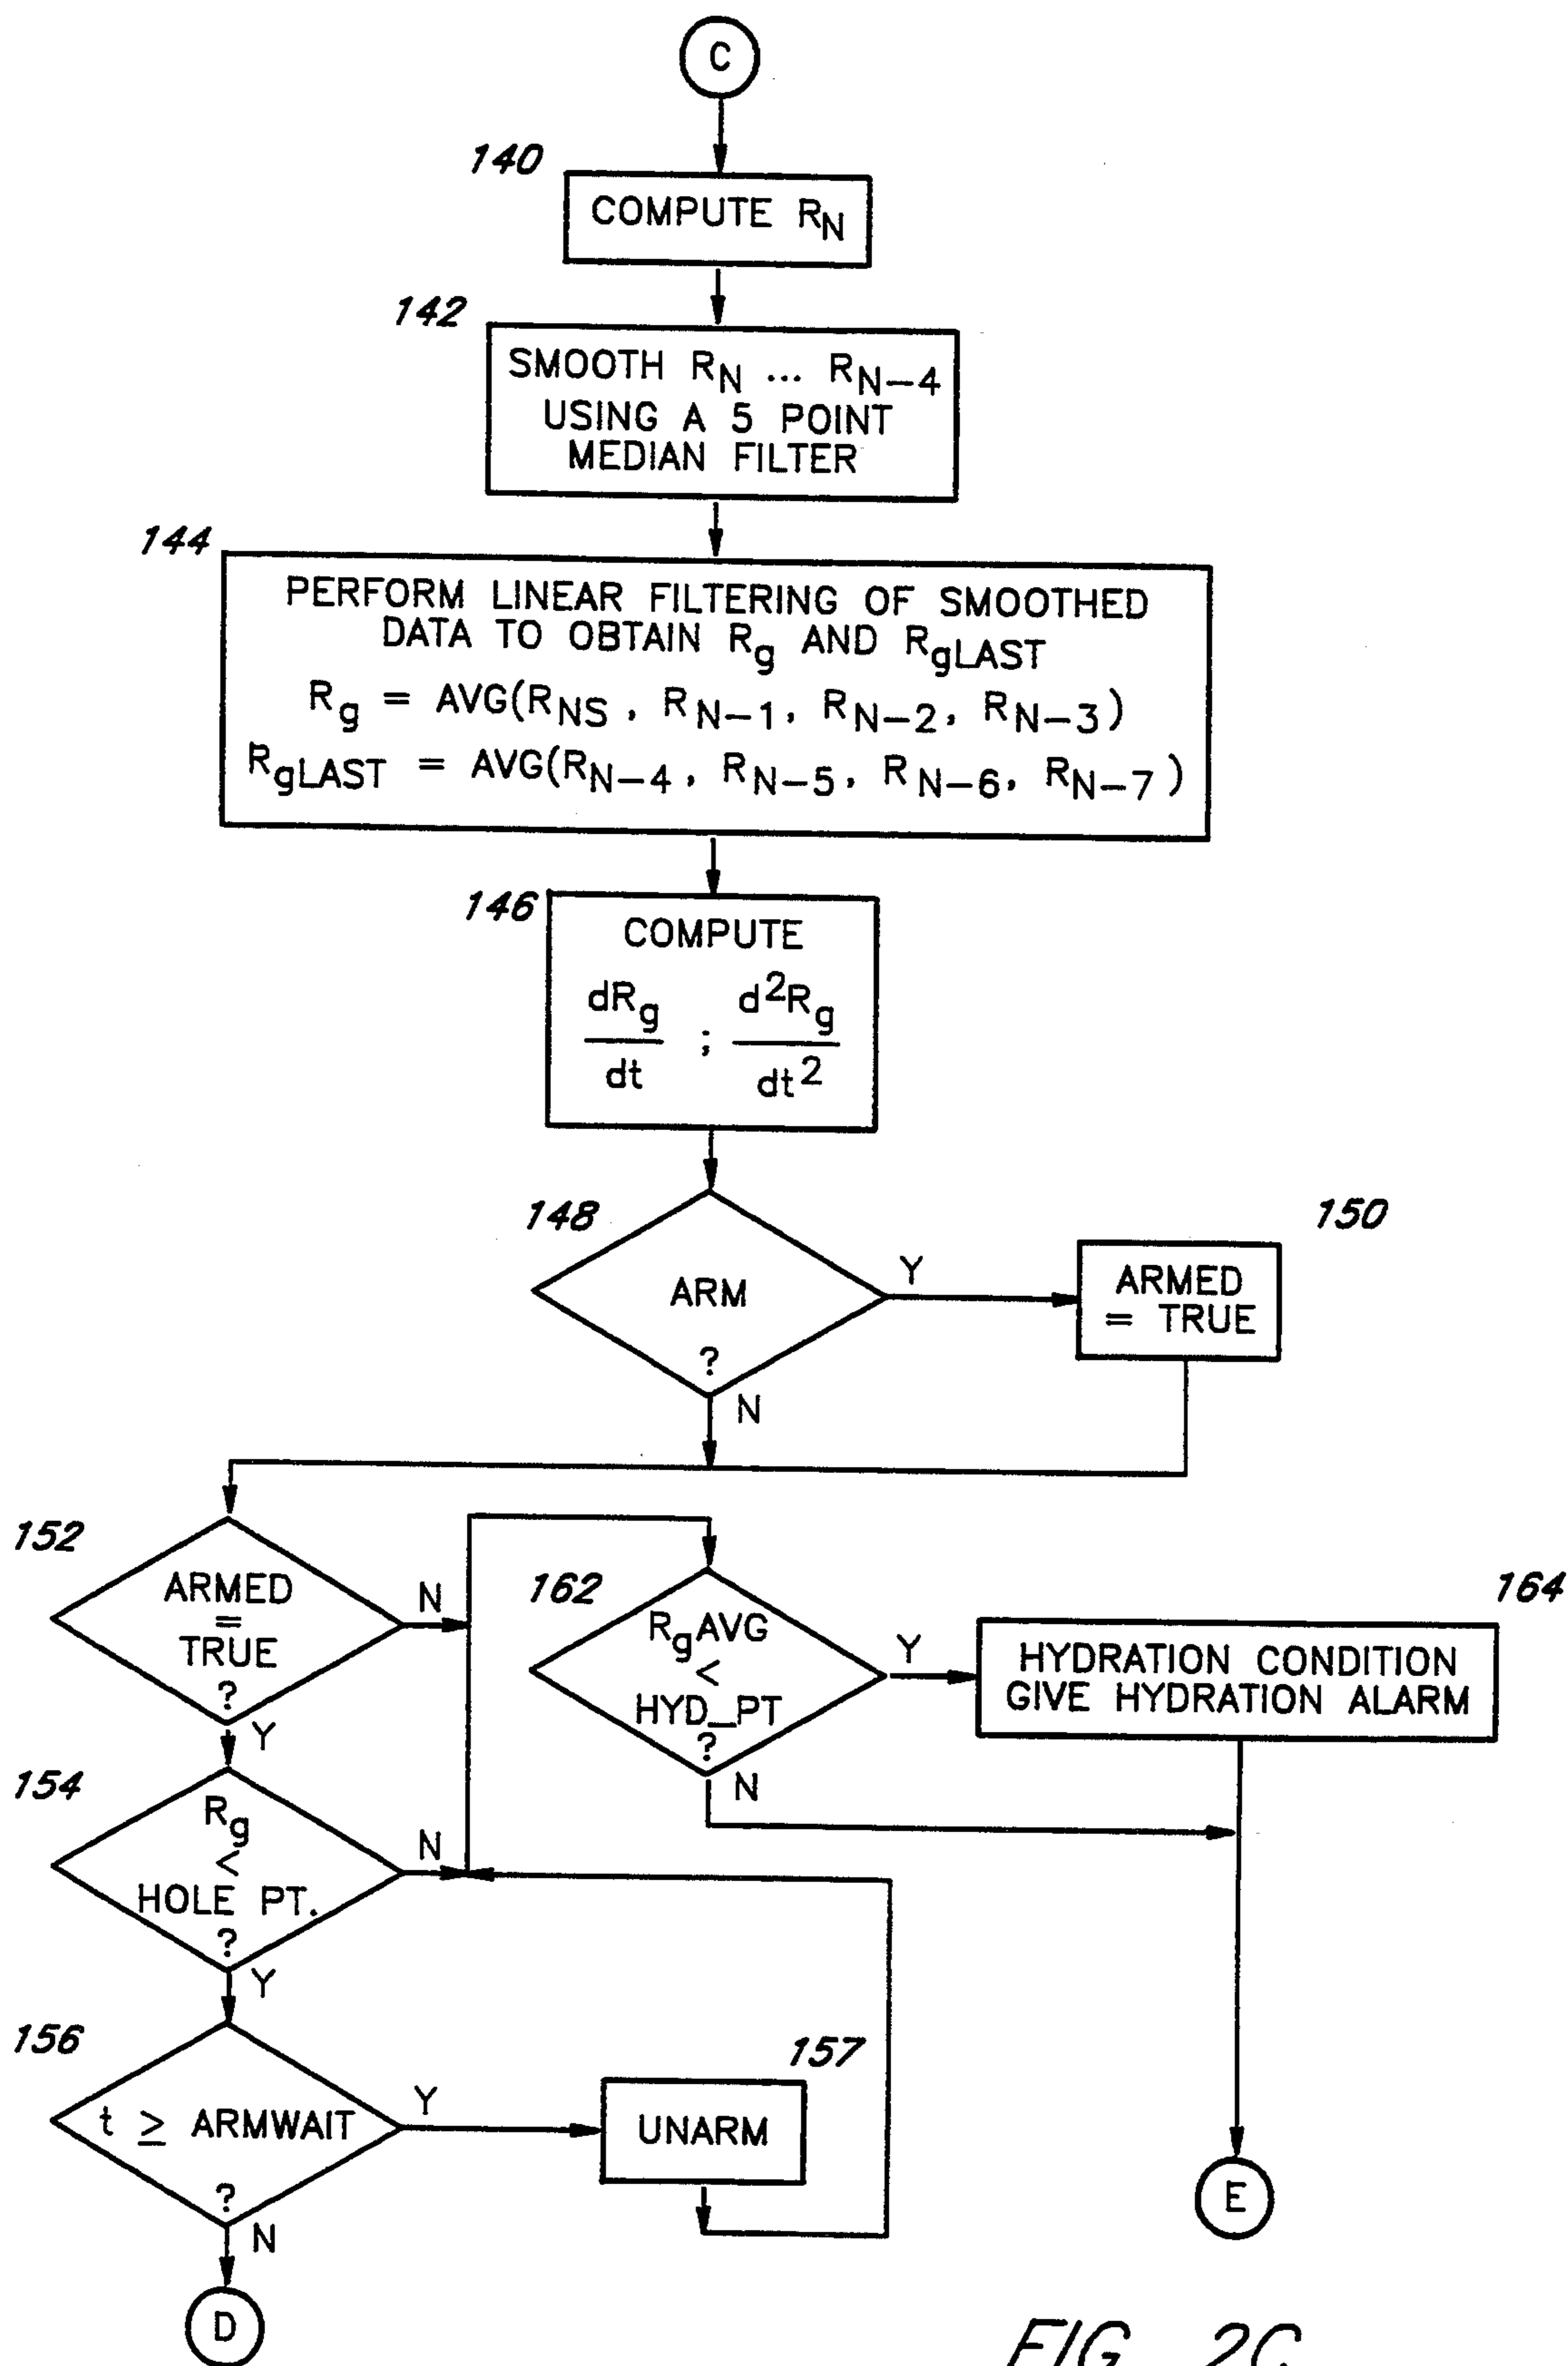 C
140
COMPUTE R_N
142
SMOOTH R_N ... R_N-4
USING A 5 POINT
MEDIAN FILTER
144
PERFORM LINEAR FILTERING OF SMOOTHED
DATA TO OBTAIN R_g AND R_gLAST
R_g = AVG(R_NS , R_N-1, R_N-2, R_N-3)
R_gLAST = AVG(R_N-4, R_N-5, R_N-6, R_N-7)
146
COMPUTE
dR_g/dt ; d²R_g/dt²
148
ARM
?
Y
N
150
ARMED
= TRUE
152
ARMED
=
TRUE
?
N
Y
162
R_gAVG
<
HYD_PT
?
Y
N
164
HYDRATION CONDITION
GIVE HYDRATION ALARM
154
R_g
<
HOLE PT.
?
N
Y
156
t ≥ ARMWAIT
?
Y
N
157
UNARM
E
D
FIG. 2C